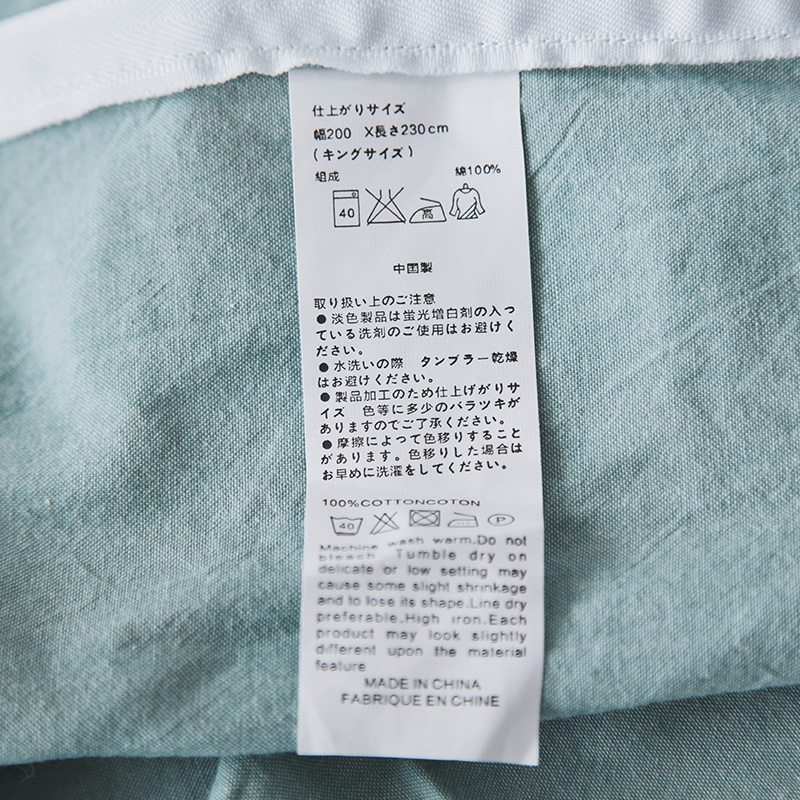 仕上がりサイズ
幅200 X長さ230cm
(キングサイズ)
組成 綿100%
40 高
中国製
取り扱い上のご注意
●淡色製品は蛍光増白剤の入っ
ている洗剤のご使用はお避けく
ださい。
●水洗いの際 タンブラー乾燥
はお避けください。
●製品加工のため仕上げがりサ
イズ 色等に多少のバラツキが
ありますのでご了承ください。
●摩擦によって色移りすること
があります。色移りした場合は
お早めに洗濯をしてください。
100%COTTONCOTON
40 P
Machine wash warm.Do not
bleach Tumble dry on
delicate or low setting may
cause some slight shrinkage
and to lose its shape.Line dry
preferable.High iron.Each
product may look slightly
different upon the material
feature
MADE IN CHINA
FABRIQUE EN CHINE